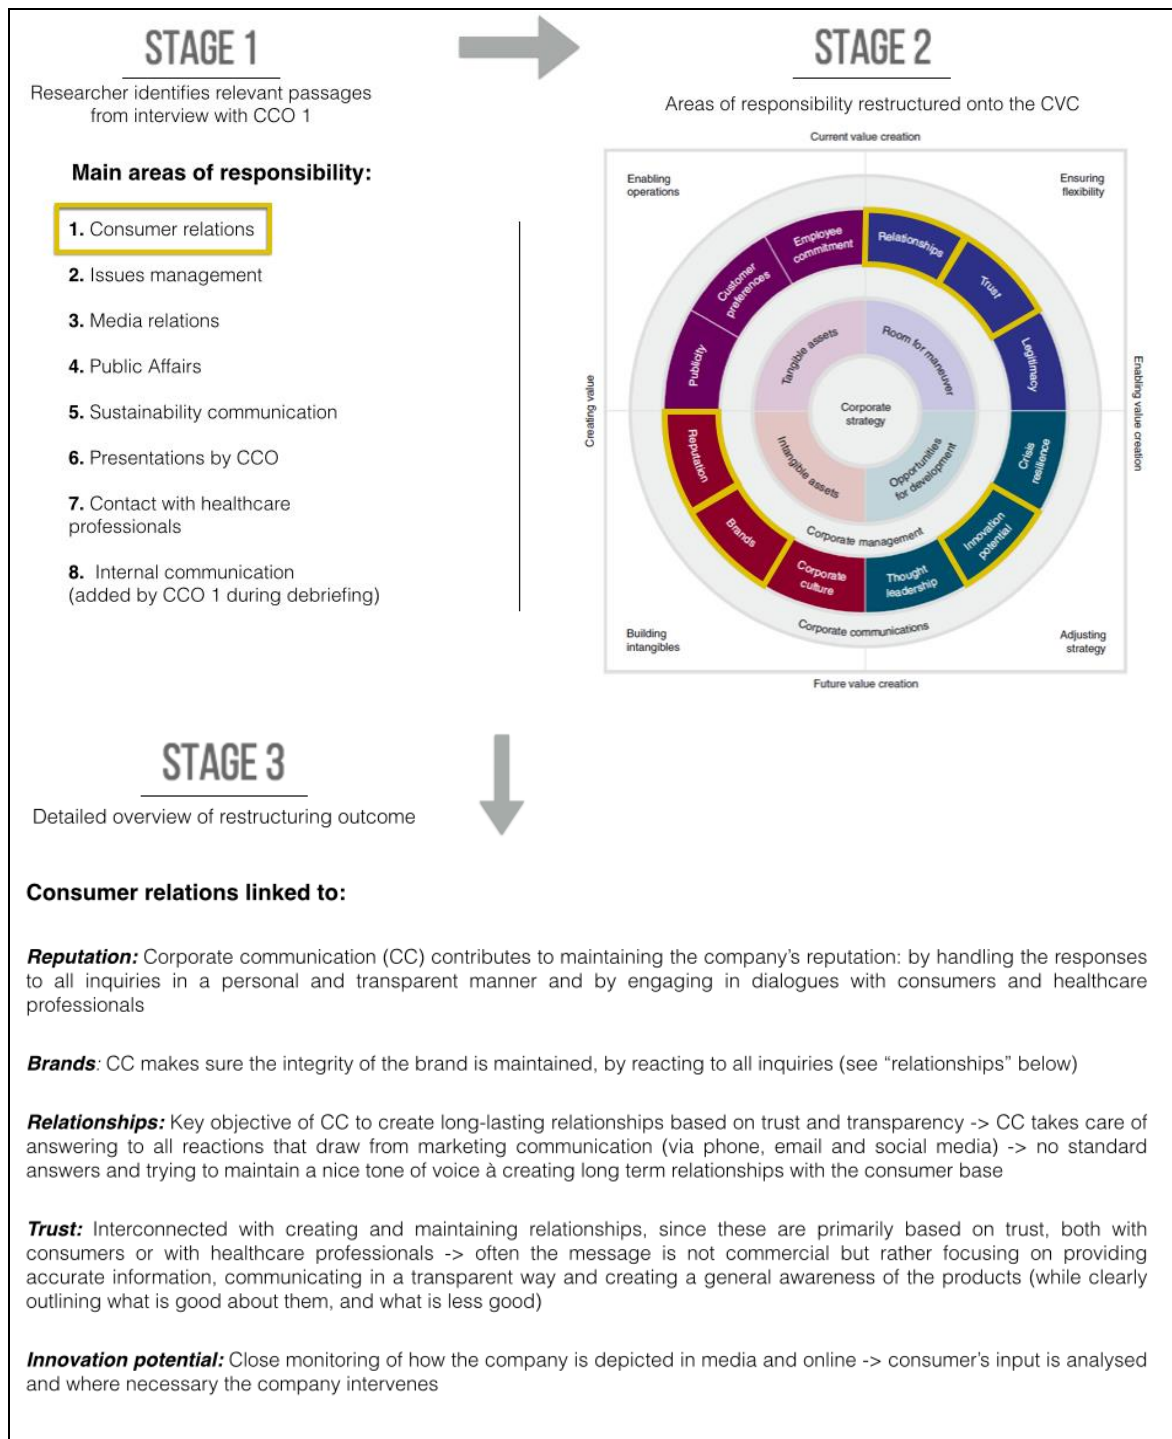 STAGE 1
Researcher identifies relevant passages
from interview with CCO 1
Main areas of responsibility:
1. Consumer relations
2. Issues management
3. Media relations
4. Public Affairs
5. Sustainability communication
6. Presentations by CCO
7. Contact with healthcare
professionals
8. Internal communication
(added by CCO 1 during debriefing)
STAGE 2
Areas of responsibility restructured onto the CVC
Current value creation
Enabling
operations
Ensuring
flexibility
Creating value
Enabling value creation
Publicity
Customer
preferences
Employee
commitment
Relationships
Trust
Legitimacy
Crisis
resilience
Innovation
potential
Thought
leadership
Corporate
culture
Brands
Reputation
Tangible assets
Room for maneuver
Intangible assets
Opportunities
for development
Corporate
strategy
Corporate management
Corporate communications
Building
intangibles
Adjusting
strategy
Future value creation
STAGE 3
Detailed overview of restructuring outcome
Consumer relations linked to:
Reputation: Corporate communication (CC) contributes to maintaining the company's reputation: by handling the responses
to all inquiries in a personal and transparent manner and by engaging in dialogues with consumers and healthcare
professionals
Brands: CC makes sure the integrity of the brand is maintained, by reacting to all inquiries (see “relationships” below)
Relationships: Key objective of CC to create long-lasting relationships based on trust and transparency -> CC takes care of
answering to all reactions that draw from marketing communication (via phone, email and social media) -> no standard
answers and trying to maintain a nice tone of voice à creating long term relationships with the consumer base
Trust: Interconnected with creating and maintaining relationships, since these are primarily based on trust, both with
consumers or with healthcare professionals -> often the message is not commercial but rather focusing on providing
accurate information, communicating in a transparent way and creating a general awareness of the products (while clearly
outlining what is good about them, and what is less good)
Innovation potential: Close monitoring of how the company is depicted in media and online -> consumer's input is analysed
and where necessary the company intervenes